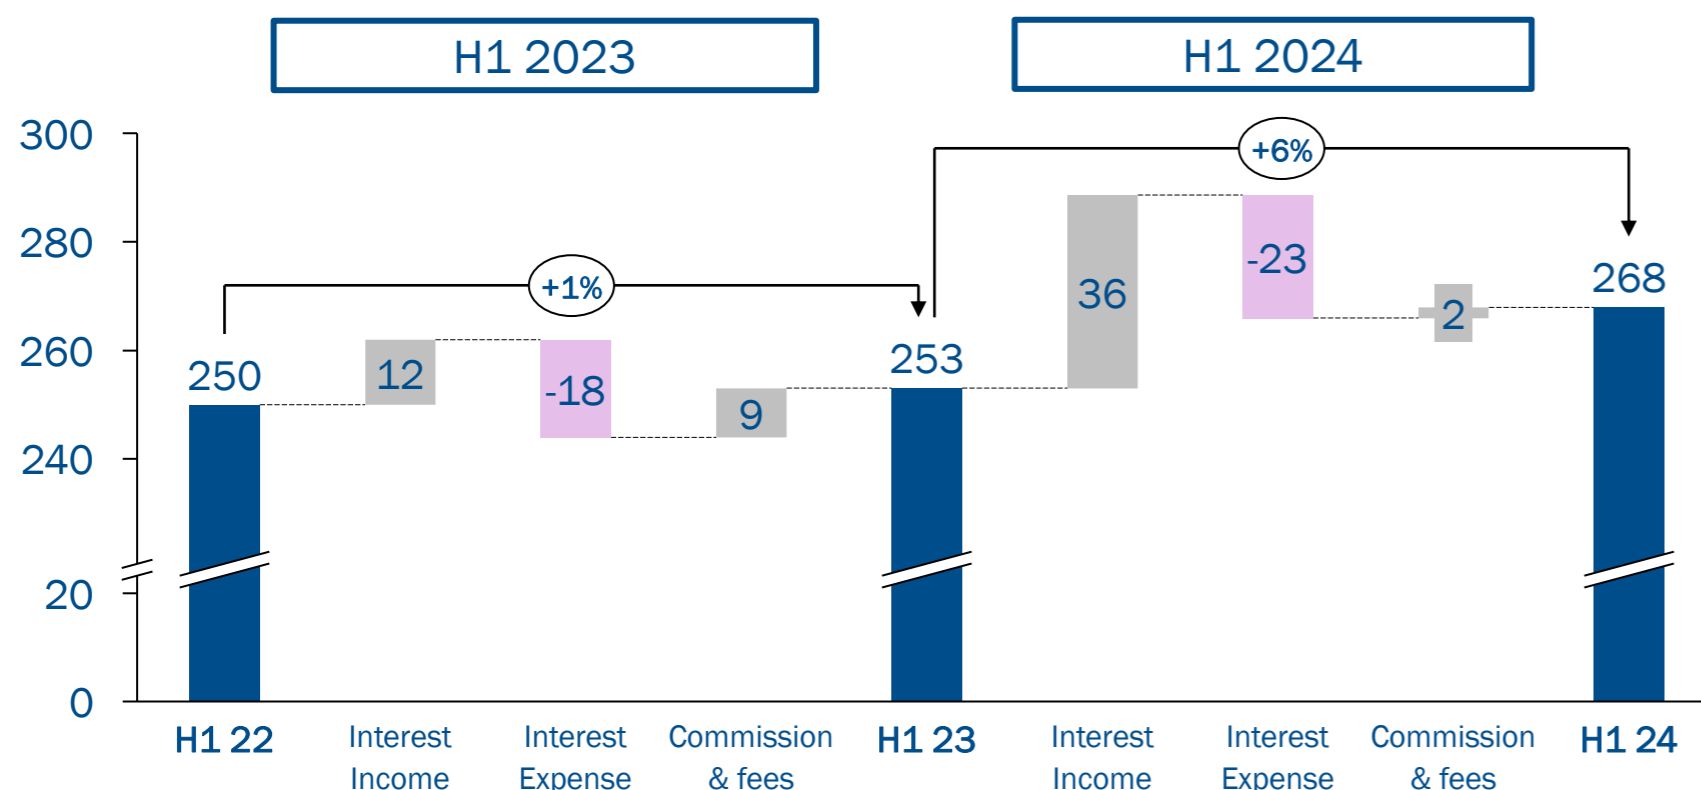 H1 2023
H1 2024
300
280
260
240
20
0
+1%
+6%
250
12
-18
9
253
36
-23
2
268
H1 22
Interest
Income
Interest
Expense
Commission
& fees
H1 23
Interest
Income
Interest
Expense
Commission
& fees
H1 24